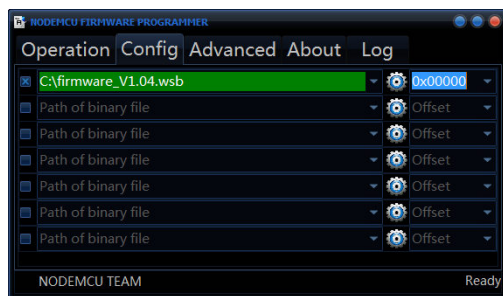 NODEMCU FIRMWARE PROGRAMMER
Operation Config Advanced About Log
C:\firmware_V1.04.wsb 0x00000
Path of binary file Offset
Path of binary file Offset
Path of binary file Offset
Path of binary file Offset
Path of binary file Offset
Path of binary file Offset
NODEMCU TEAM Ready